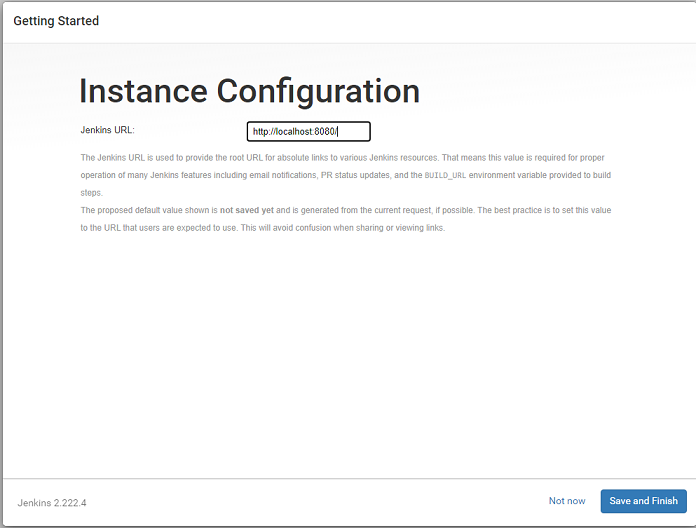 Getting Started
Instance Configuration
Jenkins URL: http://localhost:8080/
The Jenkins URL is used to provide the root URL for absolute links to various Jenkins resources. That means this value is required for proper
operation of many Jenkins features including email notifications, PR status updates, and the BUILD_URL environment variable provided to build
steps.
The proposed default value shown is not saved yet and is generated from the current request, if possible. The best practice is to set this value
to the URL that users are expected to use. This will avoid confusion when sharing or viewing links.
Jenkins 2.222.4 Not now Save and Finish